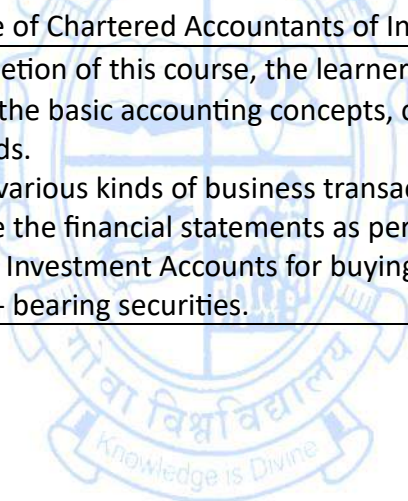 e of Chartered Accountants of In
etion of this course, the learner
the basic accounting concepts, c
ds.
various kinds of business transac
e the financial statements as per
Investment Accounts for buying
- bearing securities.
गोवा विश्वविद्यालय
Knowledge is Divine